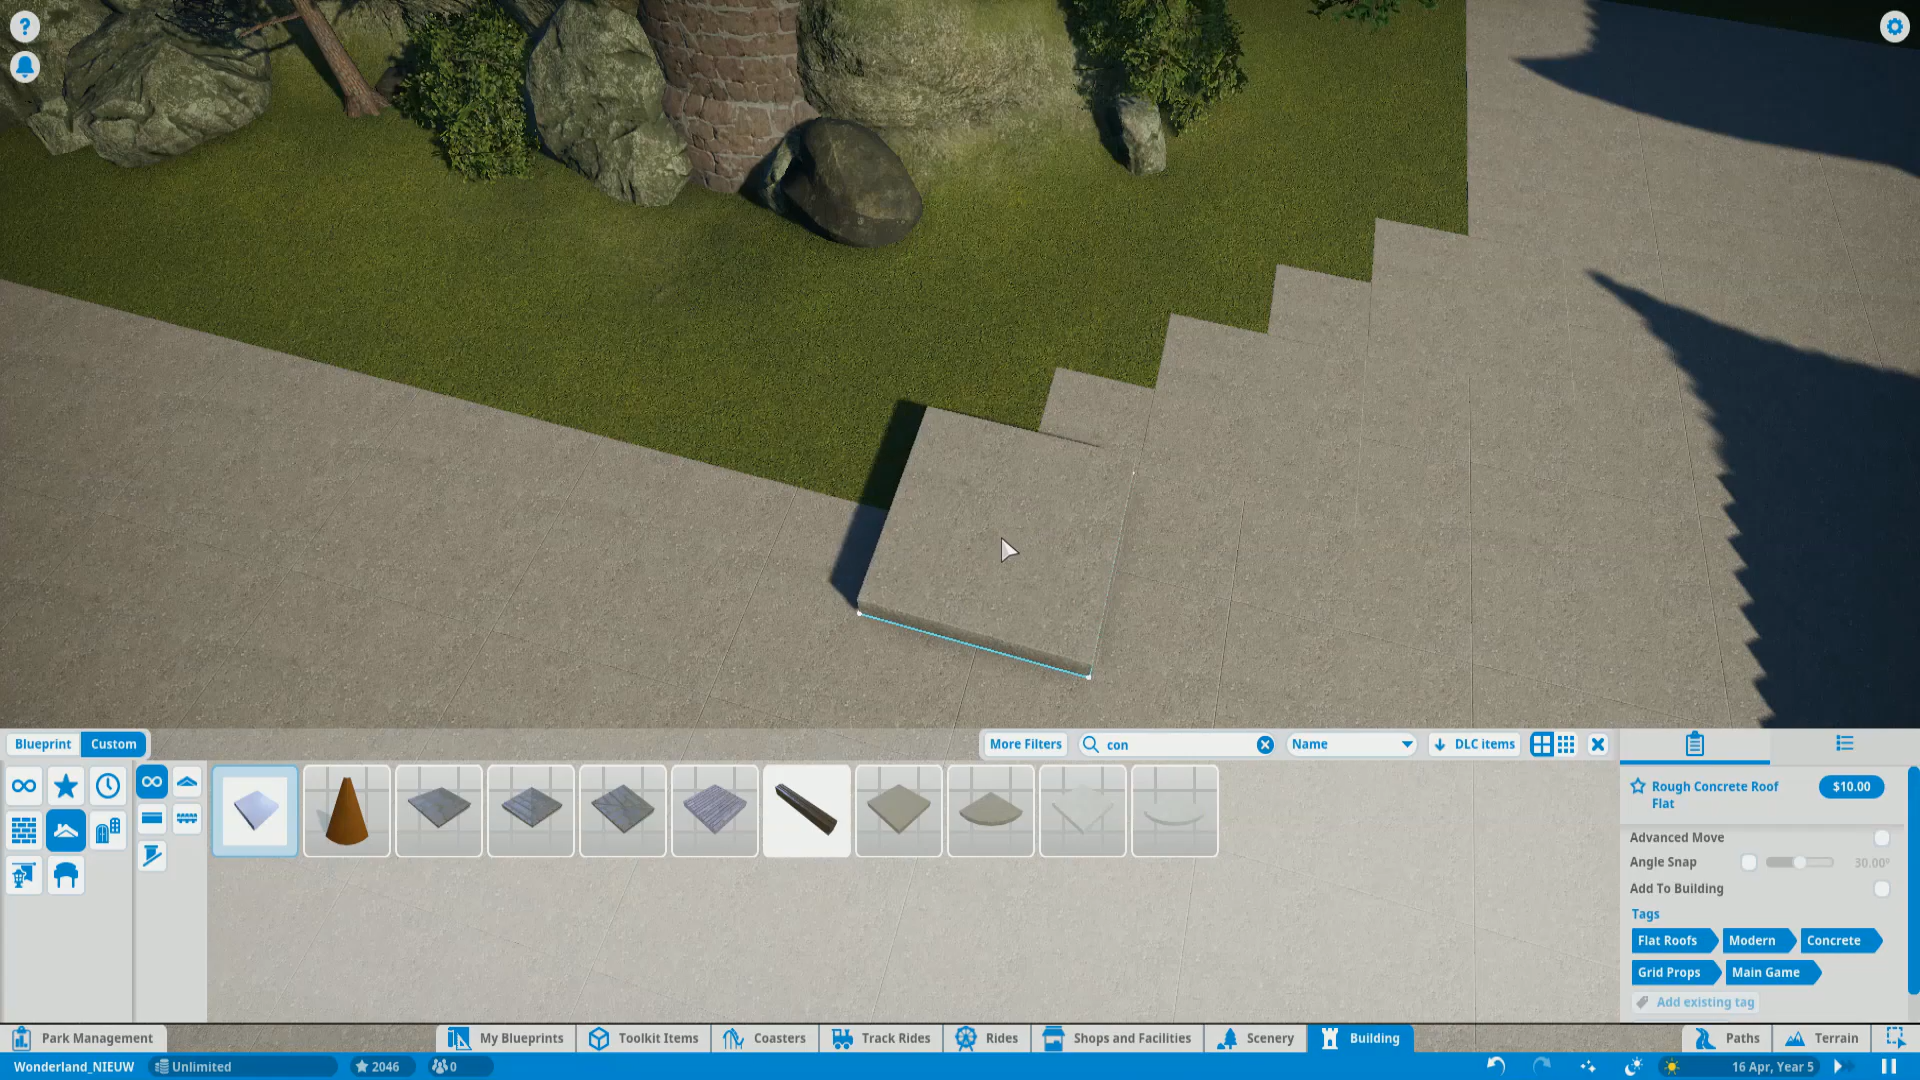 ?
Blueprint Custom
More Filters con Name DLC items
Rough Concrete Roof Flat $10.00
Advanced Move
Angle Snap 30.00°
Add To Building
Tags
Flat Roofs Modern Concrete
Grid Props Main Game
Add existing tag
Park Management My Blueprints Toolkit Items Coasters Track Rides Rides Shops and Facilities Scenery Building Paths Terrain
Wonderland_NIEUW Unlimited 2046 0 16 Apr, Year 5